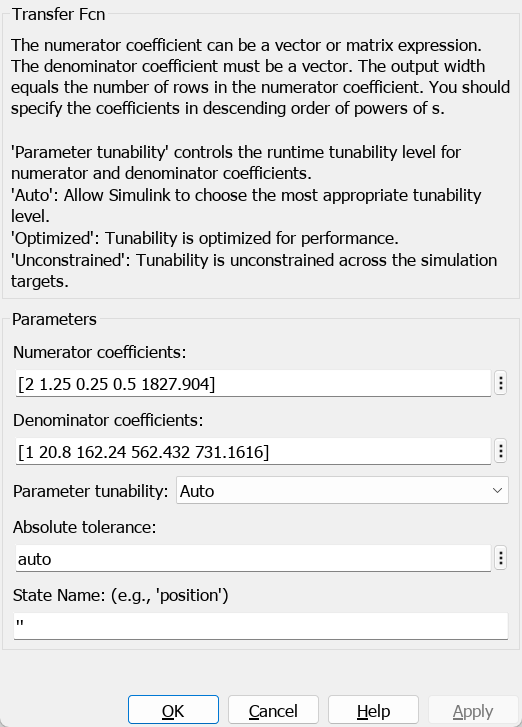 Transfer Fcn
The numerator coefficient can be a vector or matrix expression.
The denominator coefficient must be a vector. The output width
equals the number of rows in the numerator coefficient. You should
specify the coefficients in descending order of powers of s.
'Parameter tunability' controls the runtime tunability level for
numerator and denominator coefficients.
'Auto': Allow Simulink to choose the most appropriate tunability
level.
'Optimized': Tunability is optimized for performance.
'Unconstrained': Tunability is unconstrained across the simulation
targets.
Parameters
Numerator coefficients:
[2 1.25 0.25 0.5 1827.904]
Denominator coefficients:
[1 20.8 162.24 562.432 731.1616]
Parameter tunability: Auto
Absolute tolerance:
auto
State Name: (e.g., 'position')
''
OK Cancel Help Apply